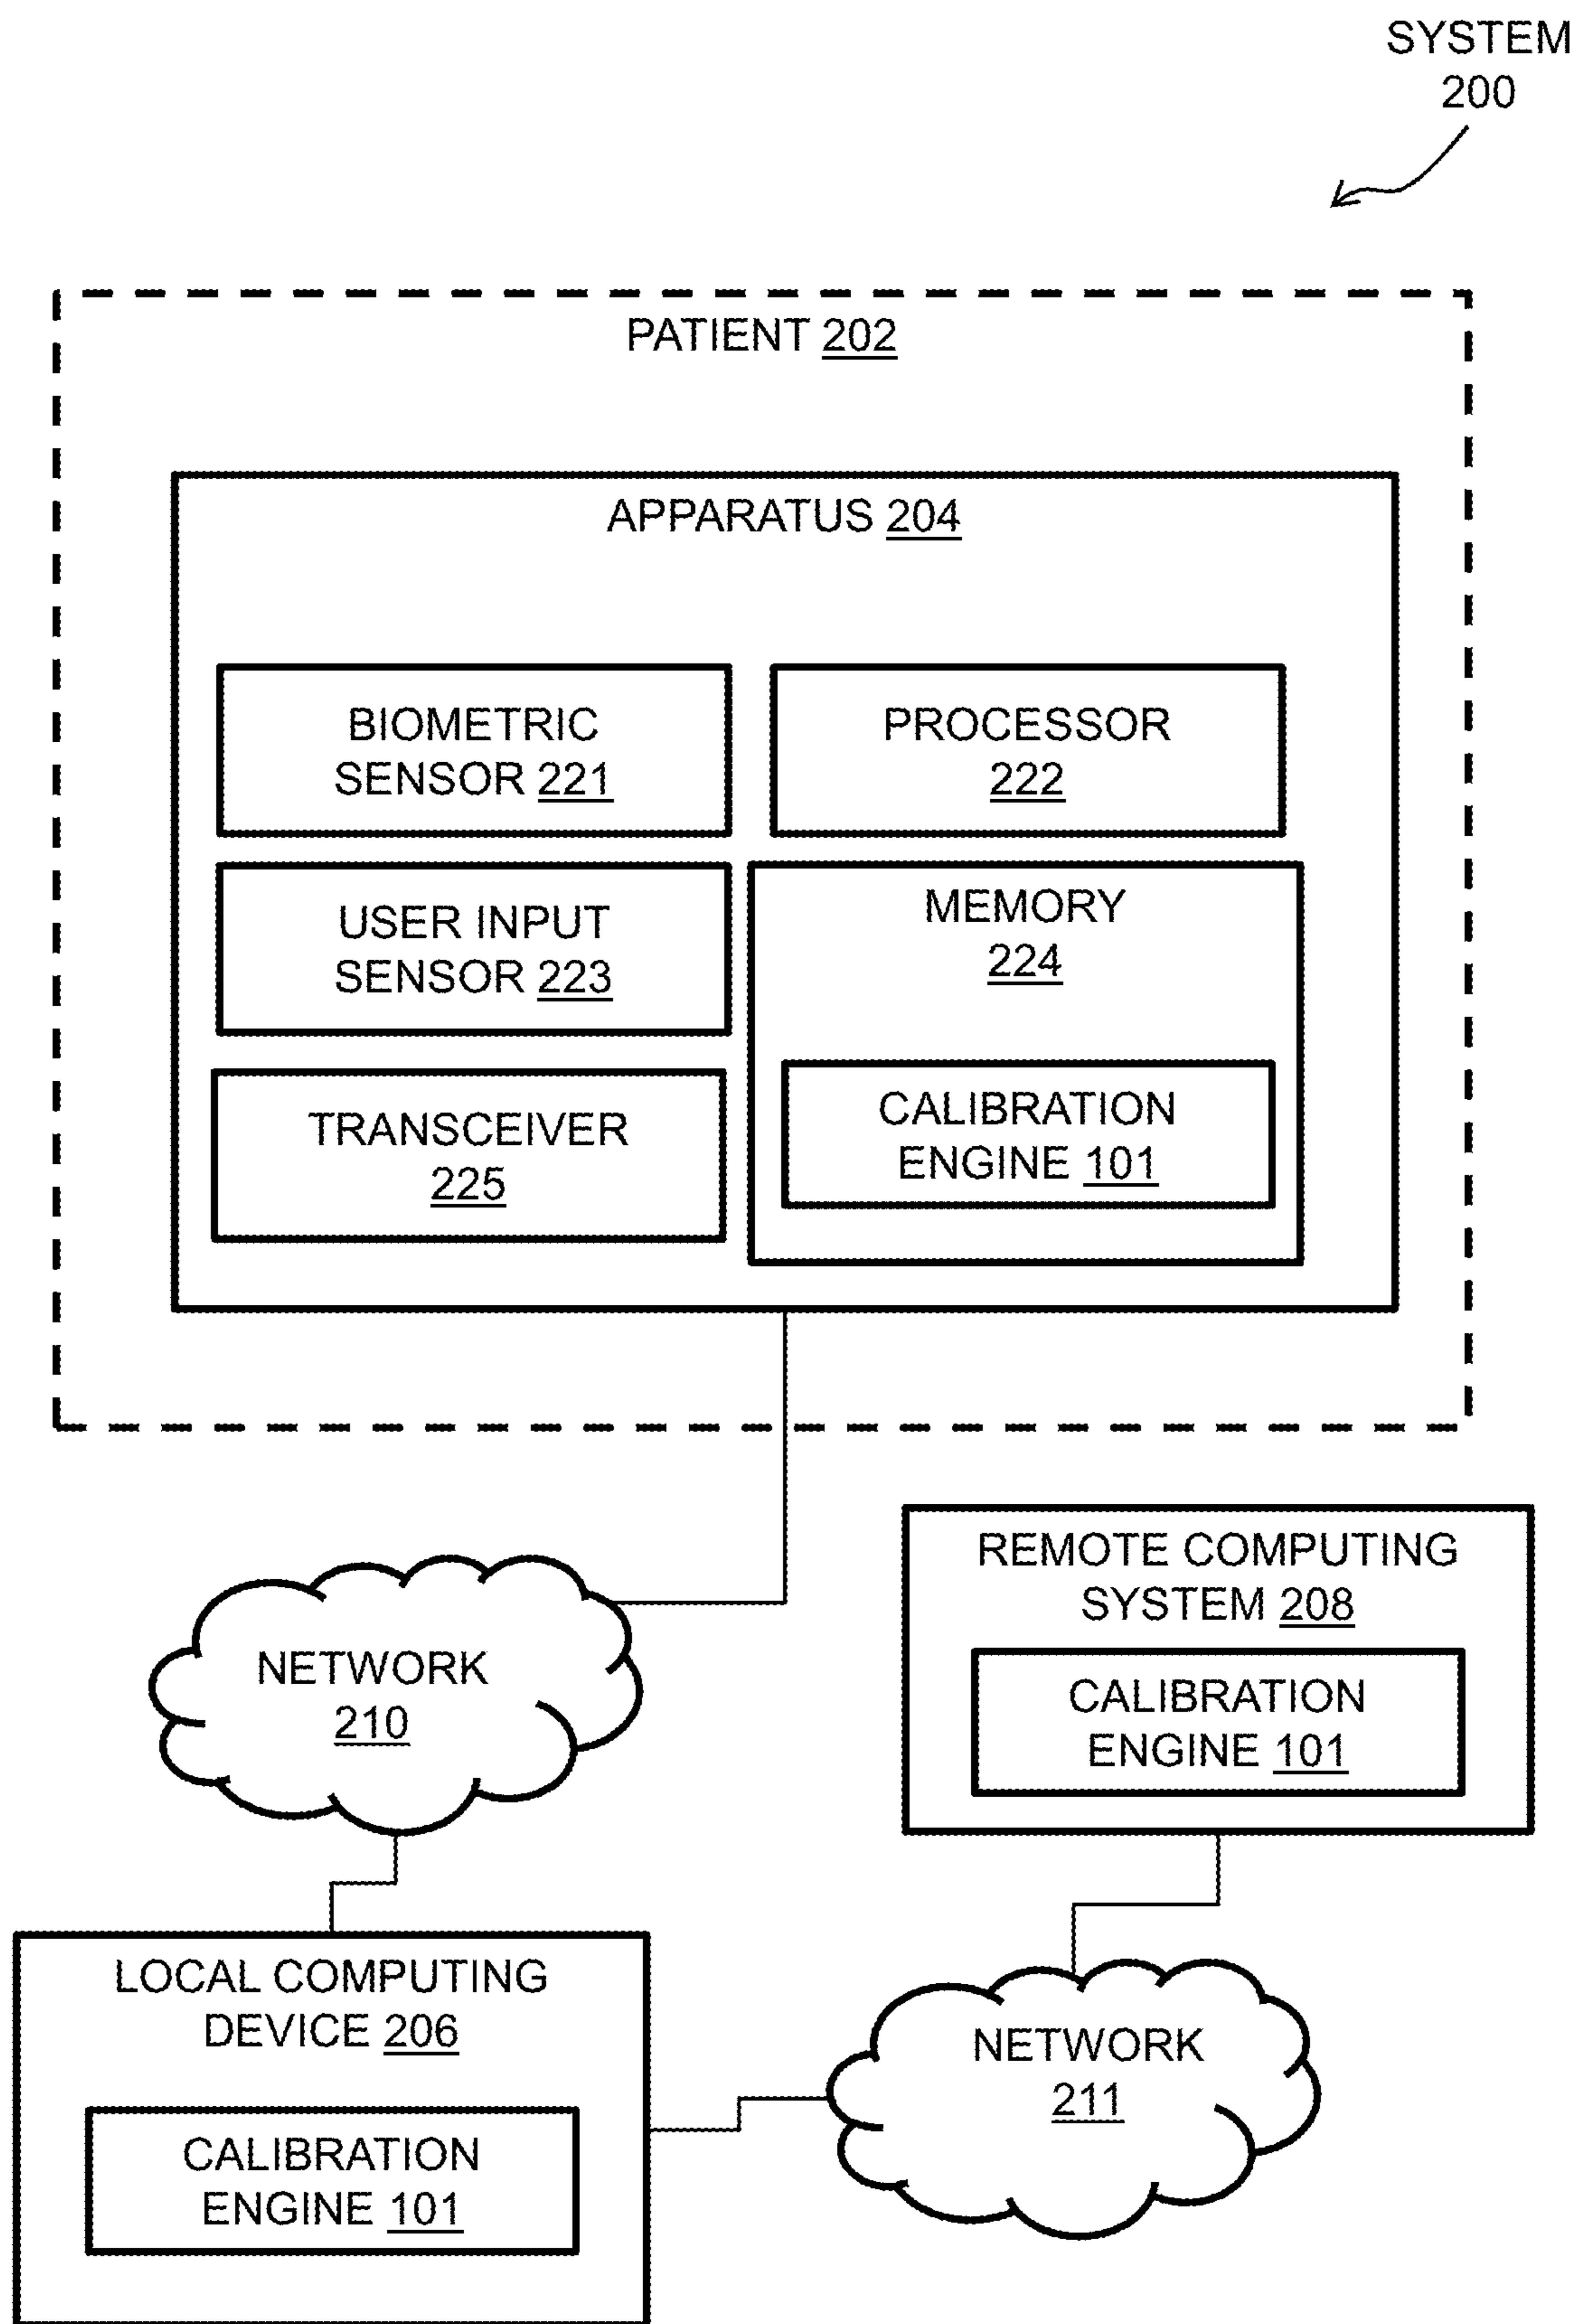 SYSTEM
200
PATIENT 202
APPARATUS 204
BIOMETRIC
SENSOR 221
PROCESSOR
222
USER INPUT
SENSOR 223
MEMORY
224
TRANSCEIVER
225
CALIBRATION
ENGINE 101
REMOTE COMPUTING
SYSTEM 208
CALIBRATION
ENGINE 101
NETWORK
210
LOCAL COMPUTING
DEVICE 206
CALIBRATION
ENGINE 101
NETWORK
211